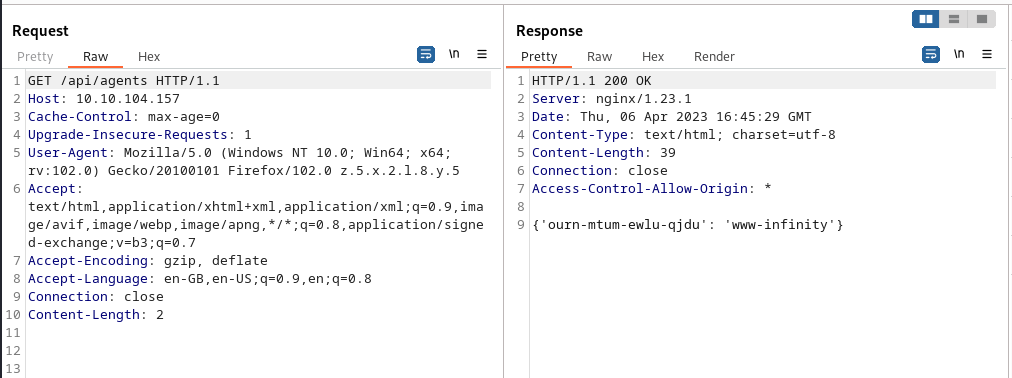 Request
Pretty Raw Hex
\n
1 GET /api/agents HTTP/1.1
2 Host: 10.10.104.157
3 Cache-Control: max-age=0
4 Upgrade-Insecure-Requests: 1
5 User-Agent: Mozilla/5.0 (Windows NT 10.0; Win64; x64;
rv:102.0) Gecko/20100101 Firefox/102.0 z.5.x.2.l.8.y.5
6 Accept:
text/html,application/xhtml+xml,application/xml;q=0.9,ima
ge/avif,image/webp,image/apng,*/*;q=0.8,application/signe
d-exchange;v=b3;q=0.7
7 Accept-Encoding: gzip, deflate
8 Accept-Language: en-GB,en-US;q=0.9,en;q=0.8
9 Connection: close
10 Content-Length: 2
11
12
13
Response
Pretty Raw Hex Render
\n
1 HTTP/1.1 200 OK
2 Server: nginx/1.23.1
3 Date: Thu, 06 Apr 2023 16:45:29 GMT
4 Content-Type: text/html; charset=utf-8
5 Content-Length: 39
6 Connection: close
7 Access-Control-Allow-Origin: *
8
9 {'ourn-mtum-ewlu-qjdu': 'www-infinity'}